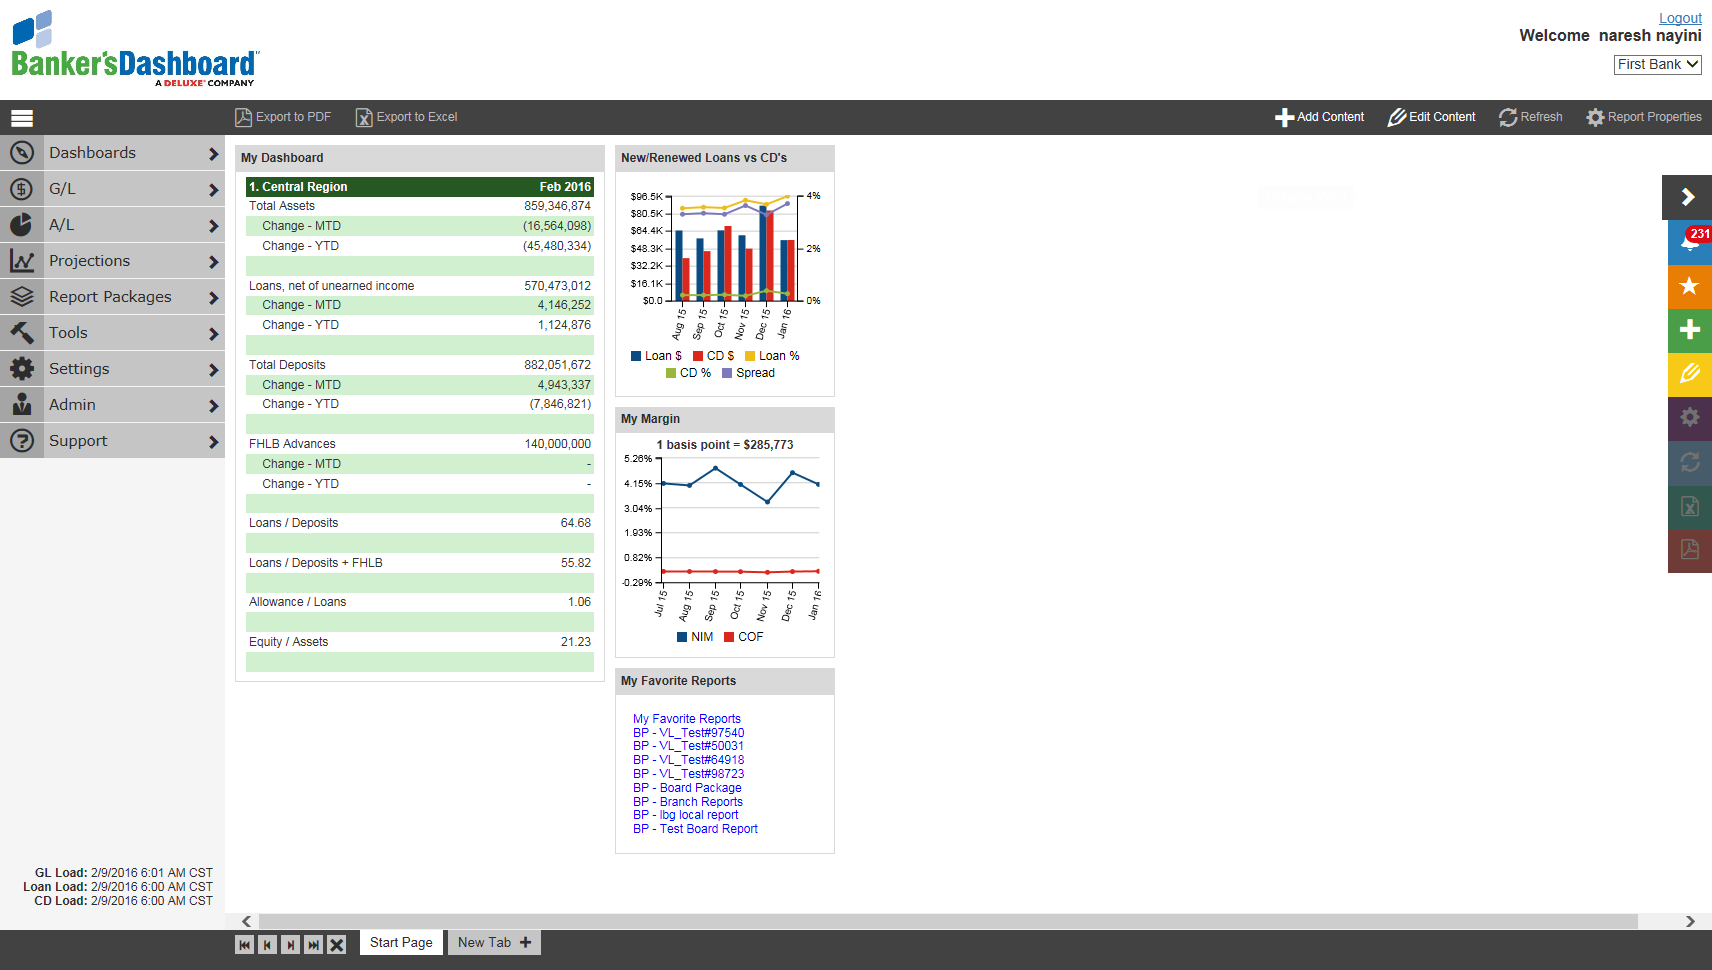 Banker'sDashboard
A DELUXE COMPANY
Logout
Welcome naresh nayini
First Bank
Export to PDF
Export to Excel
Add Content
Edit Content
Refresh
Report Properties
Dashboards
G/L
A/L
Projections
Report Packages
Tools
Settings
Admin
Support
GL Load: 2/9/2016 6:01 AM CST
Loan Load: 2/9/2016 6:00 AM CST
CD Load: 2/9/2016 6:00 AM CST
My Dashboard
1. Central Region Feb 2016
Total Assets 859,346,874
Change - MTD (16,564,098)
Change - YTD (45,480,334)
Loans, net of unearned income 570,473,012
Change - MTD 4,146,252
Change - YTD 1,124,876
Total Deposits 882,051,672
Change - MTD 4,943,337
Change - YTD (7,846,821)
FHLB Advances 140,000,000
Change - MTD -
Change - YTD -
Loans / Deposits 64.68
Loans / Deposits + FHLB 55.82
Allowance / Loans 1.06
Equity / Assets 21.23
New/Renewed Loans vs CD's
$96.5K
$80.5K
$64.4K
$48.3K
$32.2K
$16.1K
$0.0
4%
2%
0%
Aug 15
Sep 15
Oct 15
Nov 15
Dec 15
Jan 16
Loan $ CD $ Loan %
CD % Spread
My Margin
1 basis point = $285,773
5.26%
4.15%
3.04%
1.93%
0.82%
-0.29%
Jul 15
Aug 15
Sep 15
Oct 15
Nov 15
Dec 15
Jan 16
NIM COF
My Favorite Reports
My Favorite Reports
BP - VL_Test#97540
BP - VL_Test#50031
BP - VL_Test#64918
BP - VL_Test#98723
BP - Board Package
BP - Branch Reports
BP - lbg local report
BP - Test Board Report
231
Start Page
New Tab